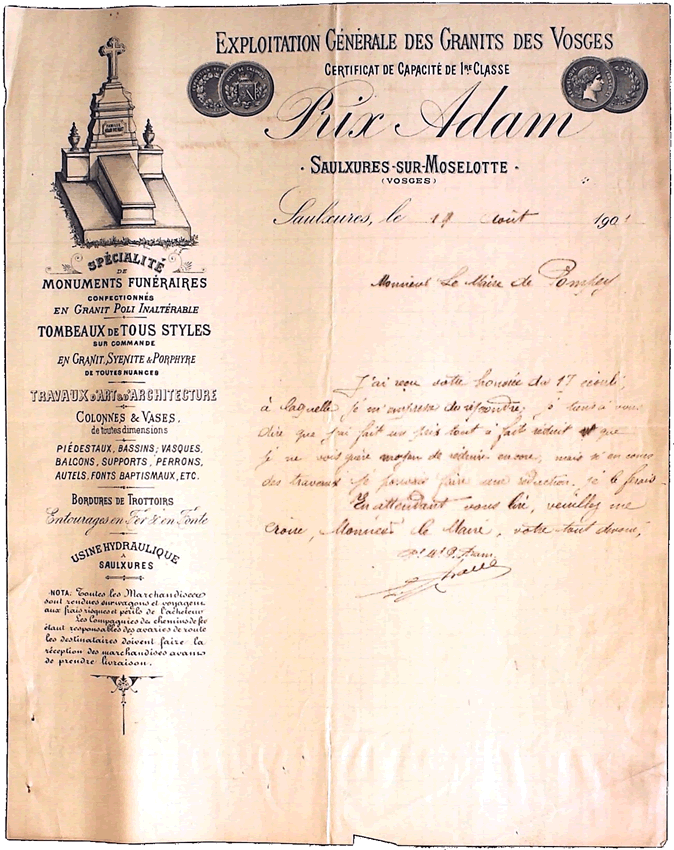 EXPLOITATION GÉNÉRALE DES GRANITS DES VOSGES
CERTIFICAT DE CAPACITÉ DE 1RE CLASSE
Prix Adam
SAULXURES-SUR-MOSELOTTE
(VOSGES)
Saulxures, le 19 août 190
Monsieur Le Maire de Pompey
J'ai reçu votre honorée du 17 
à laquelle je m'empresse de répondre, je tiens à vous
dire que j'ai fait un prix tout à fait réduit et que
je ne vois guère moyen de réduire encore, mais si en cours
des travaux je pouvais faire une réduction, je le ferais.
En attendant vous lire, veuillez me
croire, Monsieur le Maire, votre tout dévoué,
SPÉCIALITÉ
DE
MONUMENTS FUNÉRAIRES
CONFECTIONNÉS
EN GRANIT POLI INALTÉRABLE
TOMBEAUX DE TOUS STYLES
SUR COMMANDE
EN GRANIT, SYENITE & PORPHYRE
DE TOUTES NUANCES
TRAVAUX D'ART & D'ARCHITECTURE
COLONNES & VASES,
de toutes dimensions
PIÉDESTAUX, BASSINS, VASQUES,
BALCONS, SUPPORTS, PERRONS,
AUTELS, FONTS BAPTISMAUX, ETC.
BORDURES DE TROTTOIRS
Entourages en Fer & en Fonte
USINE HYDRAULIQUE
À
SAULXURES
NOTA: Toutes les Marchandises
sont rendues sur wagons et voyagent
aux frais risques et périls de l'acheteur
Les Compagnies de chemins de fer
étant responsables des avaries de route
les destinataires doivent faire la
réception des marchandises avant
de prendre livraison.